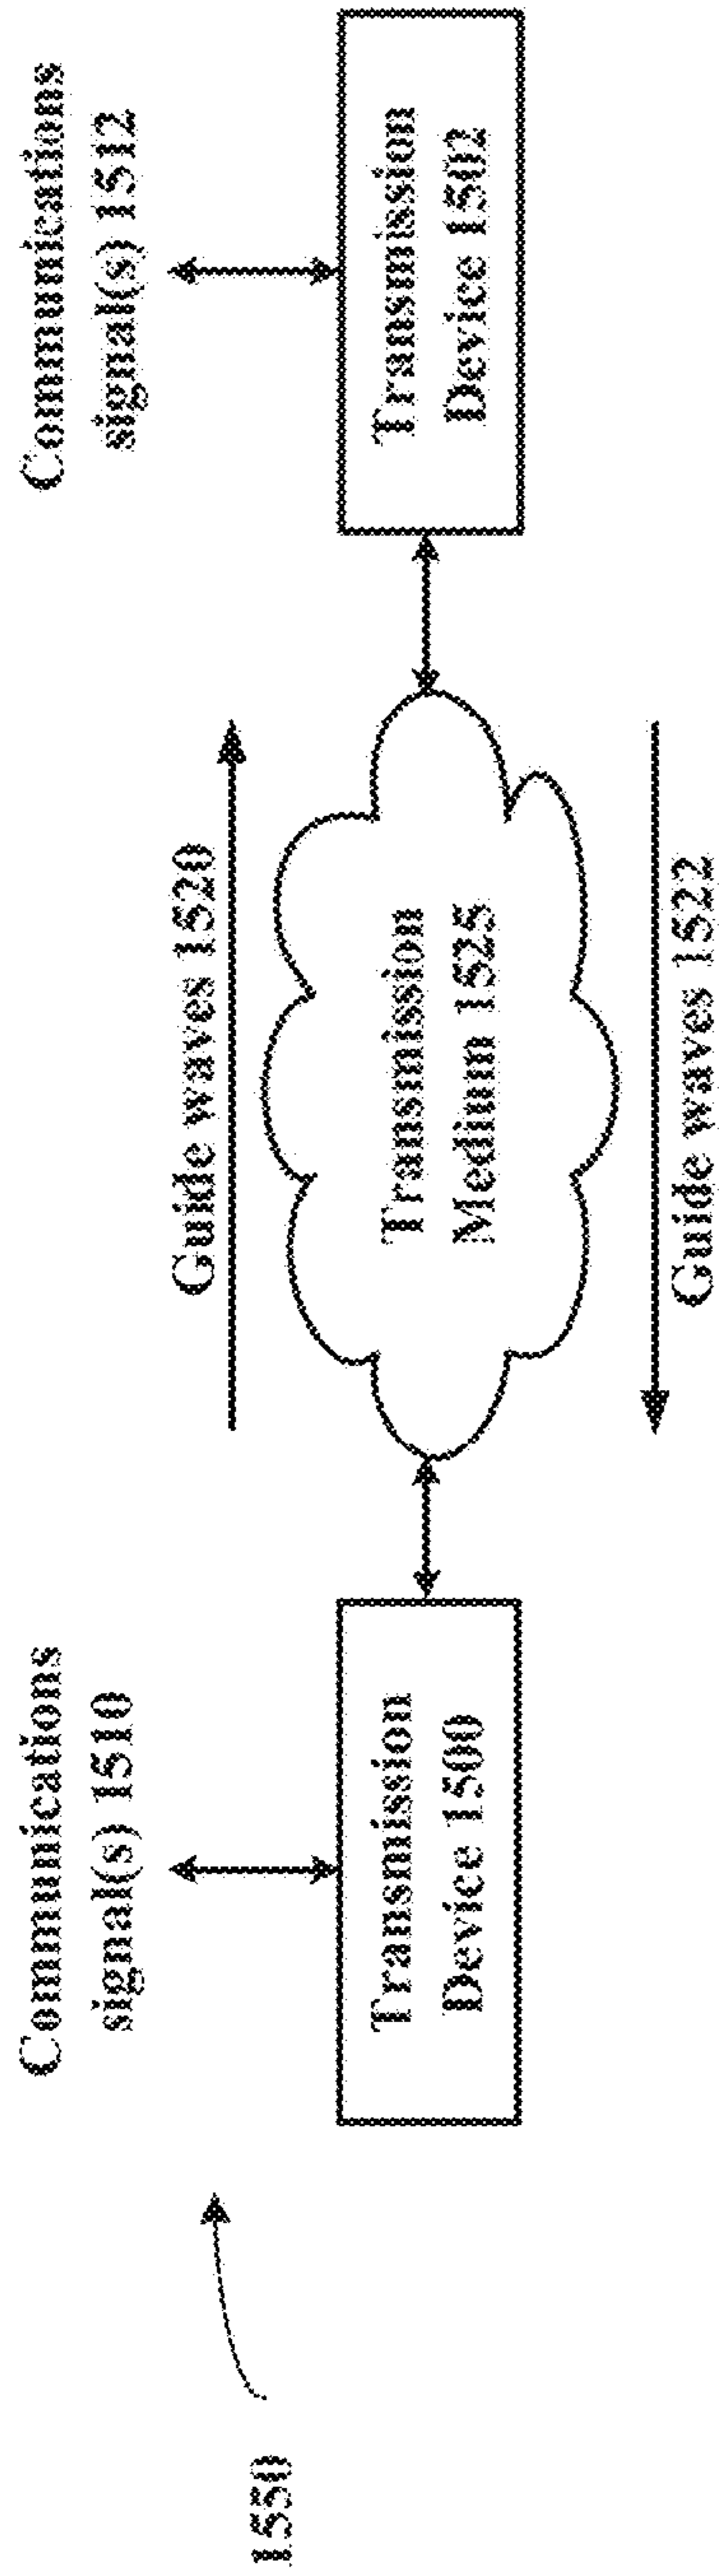 Communications
signal(s) 1510
Communications
signal(s) 1512
Guide waves 1520
Transmission
Device 1500
Transmission
Medium 1525
Transmission
Device 1502
Guide waves 1522
1550